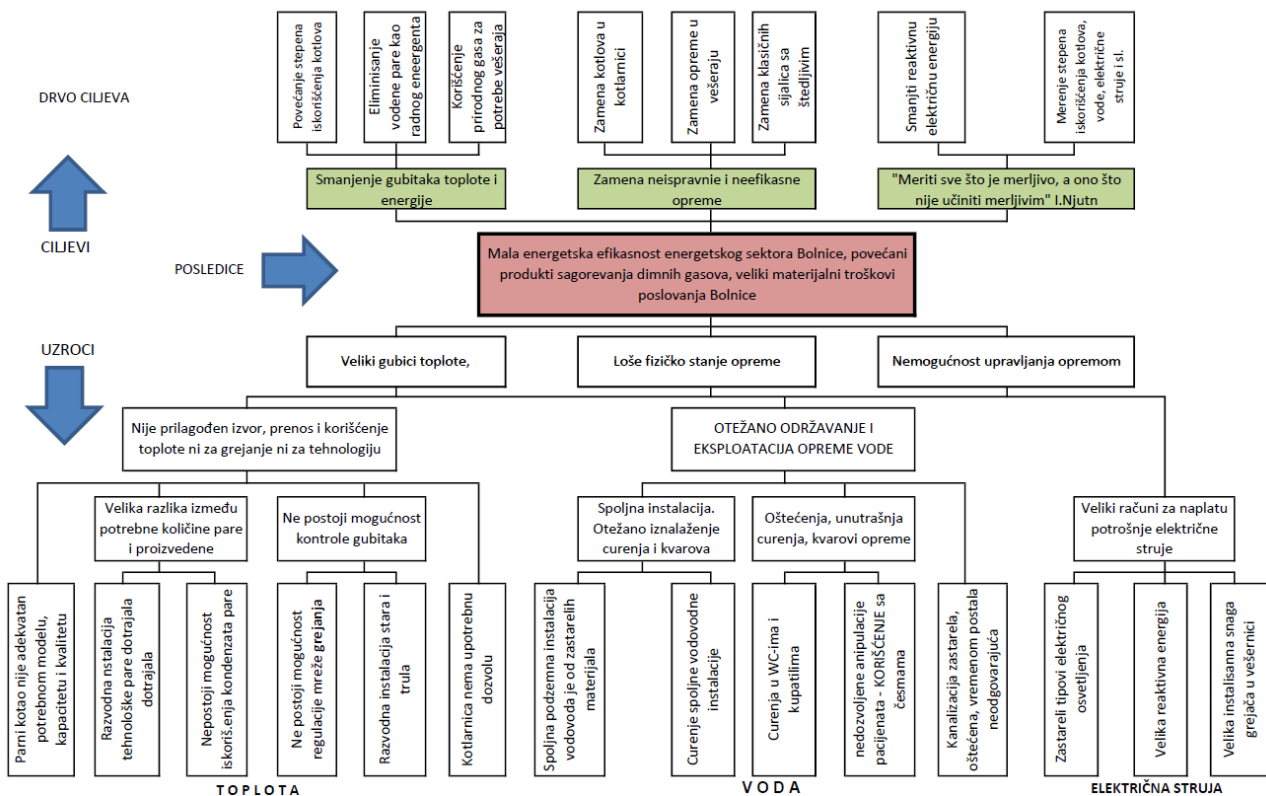 DRVO CILJEVA
Povećanje stepena
iskorišćenja kotlova
Eliminisanje
vodene pare kao
radnog eneergenta
Korišćenje
prirodnog gasa za
potrebe vešeraja
Zamena kotlova u
kotlarnici
Zamena opreme u
vešeraju
Zamena klasičnih
sijalica sa
štedljivim
Smanjti reaktivnu
električnu energiju
Merenje stepena
iskorišćenja kotlova,
vode, električne
struje i sl.
Smanjenje gubitaka toplote i
energije
Zamena neispravnie i neefikasne
opreme
"Meriti sve što je merljivo, a ono što
nije učiniti merljivim" I.Njutn
CILJEVI
POSLEDICE
Mala energetska efikasnost energetskog sektora Bolnice, povećani
produkti sagorevanja dimnih gasova, veliki materijalni troškovi
poslovanja Bolnice
UZROCI
Veliki gubici toplote,
Loše fizičko stanje opreme
Nemogućnost upravljanja opremom
Nije prilagođen izvor, prenos i korišćenje
toplote ni za grejanje ni za tehnologiju
OTEŽANO ODRŽAVANJE I
EKSPLOATACIJA OPREME VODE
Velika razlika između
potrebne količine pare
i proizvedene
Ne postoji mogućnost
kontrole gubitaka
Spoljna instalacija.
Otežano iznalaženje
curenja i kvarova
Oštećenja, unutrašnja
curenja, kvarovi opreme
Veliki računi za naplatu
potrošnje električne
struje
Parni kotao nije adekvatan
potrebnom modelu,
kapacitetu i kvalitetu
Razvodna nstalacija
tehnološke pare dotrajala
dotrajala
Nepostoji mogućnost
iskoriš.enja kondenzata pare
Ne postoji mogućnost
regulacije mreže grejanja
Razvodna instalacija stara i
trula
Kotlarnica nema upotrebnu
dozvolu
Spoljna podzemna instalacija
vodovoda je od zastarelih
materijala
Curenje spoljne vodovodne
instalacije
Curenja u WC-ima i
kupatilima
nedozvoljene anipulacije
pacijenata - KORIŠĆENJE sa
česmama
Kanalizacija zastarela,
oštećena, vremenom postala
neodgovarajuća
Zastareli tipovi električnog
osvetljenja
Velika reaktivna energija
Velika instalisanna snaga
grejača u vešernici
TOPLOTA
VODA
ELEKTRIČNA STRUJA